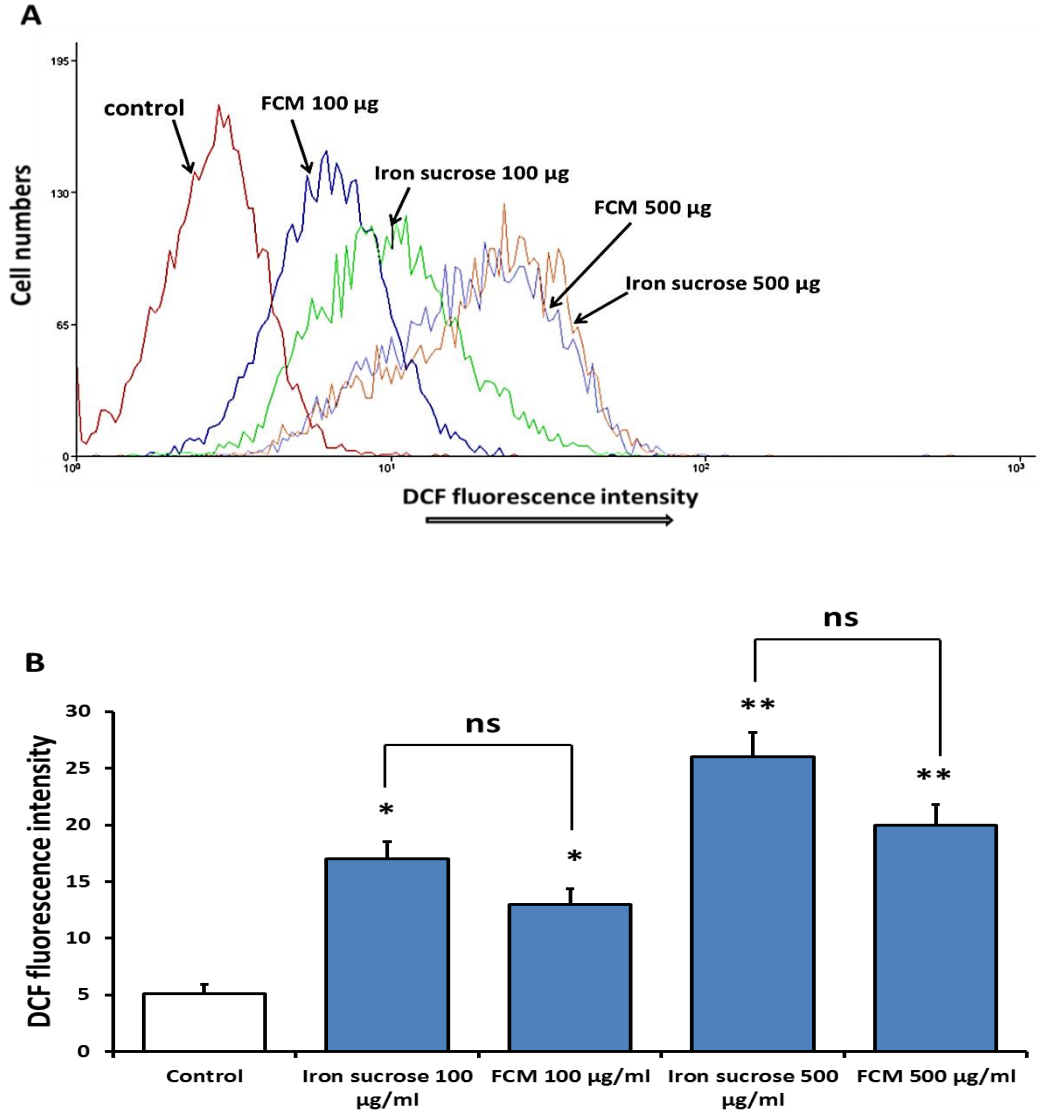 A
195
130
65
0
Cell numbers
control
FCM 100 µg
Iron sucrose 100 µg
FCM 500 µg
Iron sucrose 500 µg
10⁰
10¹
10²
10³
DCF fluorescence intensity
B
ns
ns
**
**
*
*
30
25
20
15
10
5
0
DCF fluorescence intensity
Control
Iron sucrose 100
µg/ml
FCM 100 µg/ml
Iron sucrose 500
µg/ml
FCM 500 µg/ml